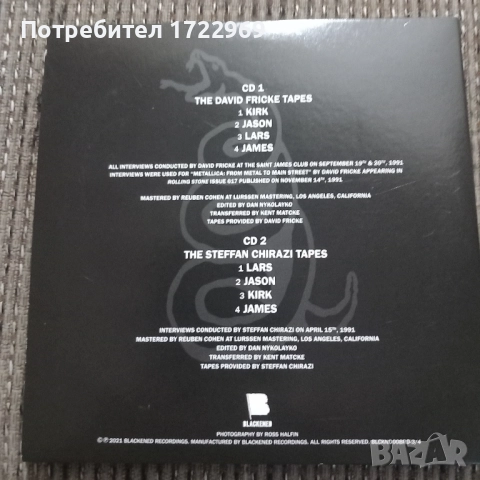 Потребител 1722963
CD 1
THE DAVID FRICKE TAPES
1 KIRK
2 JASON
3 LARS
4 JAMES
ALL INTERVIEWS CONDUCTED BY DAVID FRICKE AT THE SAINT JAMES CLUB ON SEPTEMBER 19TH & 20TH, 1991
INTERVIEWS WERE USED FOR "METALLICA: FROM METAL TO MAIN STREET" BY DAVID FRICKE APPEARING IN
ROLLING STONE ISSUE 617 PUBLISHED ON NOVEMBER 14TH, 1991
MASTERED BY REUBEN COHEN AT LURSSEN MASTERING, LOS ANGELES, CALIFORNIA
EDITED BY DAN NYKOLAYKO
TRANSFERRED BY KENT MATCKE
TAPES PROVIDED BY DAVID FRICKE
CD 2
THE STEFFAN CHIRAZI TAPES
1 LARS
2 JASON
3 KIRK
4 JAMES
INTERVIEWS CONDUCTED BY STEFFAN CHIRAZI ON APRIL 15TH, 1991
MASTERED BY REUBEN COHEN AT LURSSEN MASTERING, LOS ANGELES, CALIFORNIA
EDITED BY DAN NYKOLAYKO
TRANSFERRED BY KENT MATCKE
TAPES PROVIDED BY STEFFAN CHIRAZI
B
BLACKENED
PHOTOGRAPHY BY ROSS HALFIN
©℗2021 BLACKENED RECORDINGS. MANUFACTURED BY BLACKENED RECORDINGS. ALL RIGHTS RESERVED.
BAZAR